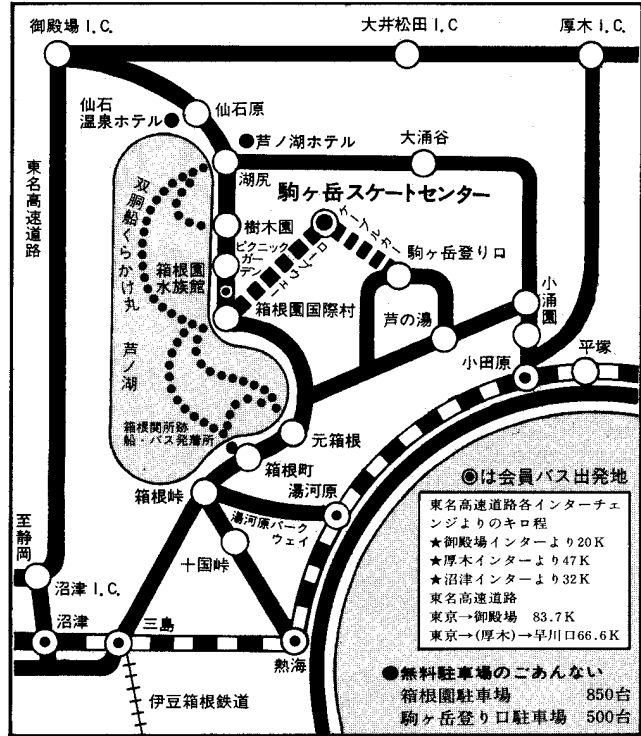 御殿場 I.C.
大井松田 I.C
厚木 I.C.
仙石
温泉ホテル
仙石原
芦ノ湖ホテル
大涌谷
湖尻
東名高速道路
双胴船くらかけ丸
駒ヶ岳スケートセンター
樹木園
ケーブルカー
ピクニック
ガー
デン
ロープウェー
駒ヶ岳登り口
箱根園
水族館
箱根園国際村
小涌園
芦の湯
芦ノ湖
小田原
平塚
箱根関所跡
船・バス発着所
元箱根
箱根町
◉は会員バス出発地
箱根峠
湯河原
湯河原パーク
ウェイ
至静岡
十国峠
沼津 I.C.
沼津
三島
熱海
伊豆箱根鉄道
東名高速道路各インターチェ
ンジよりのキロ程
★御殿場インターより20K
★厚木インターより47K
★沼津インターより32K
東名高速道路
東京→御殿場 83.7K
東京→(厚木)→早川口66.6K
●無料駐車場のごあんない
箱根園駐車場 850台
駒ヶ岳登り口駐車場 500台